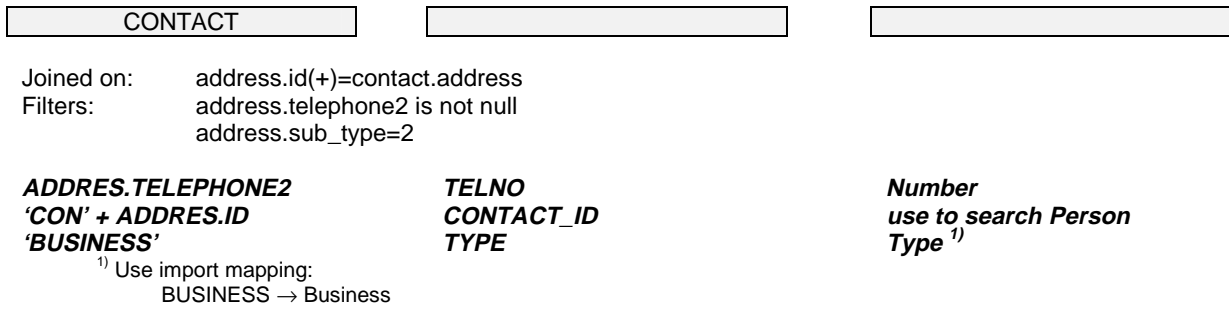 CONTACT
Joined on: address.id(+)=contact.address
Filters: address.telephone2 is not null
address.sub_type=2
ADDRES.TELEPHONE2 TELNO Number
‘CON’ + ADDRES.ID CONTACT_ID use to search Person
‘BUSINESS’ TYPE Type 1)
1) Use import mapping:
BUSINESS → Business